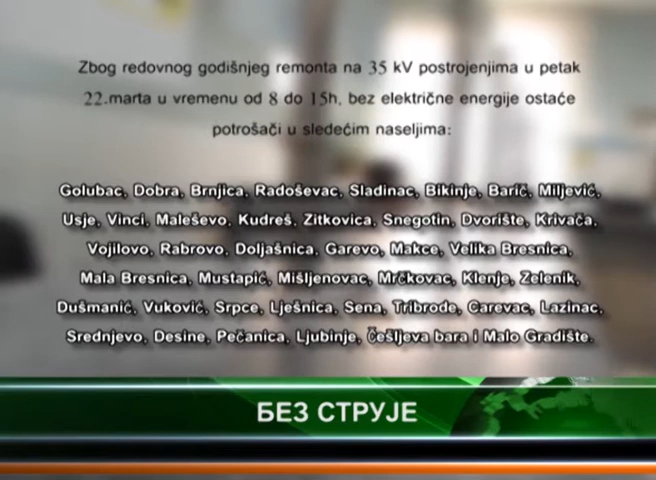 Zbog redovnog godišnjeg remonta na 35 kV postrojenjima u petak
22.marta u vremenu od 8 do 15h, bez električne energije ostaće
potrošači u sledećim naseljima:
Golubac, Dobra, Brnjica, Radoševac, Sladinac, Bikinje, Barič, Miljević,
Usje, Vinci, Maleševo, Kudreš, Zitkovica, Snegotin, Dvorište, Krivača,
Vojilovo, Rabrovo, Doljašnica, Garevo, Makce, Velika Bresnica,
Mala Bresnica, Mustapić, Mišljenovac, Mrčkovac, Klenje, Zelenik,
Dušmanić, Vuković, Srpce, Lješnica, Sena, Tribrode, Carevac, Lazinac,
Srednjevo, Desine, Pečanica, Ljubinje, Češljeva bara i Malo Gradište.
БЕЗ СТРУЈЕ